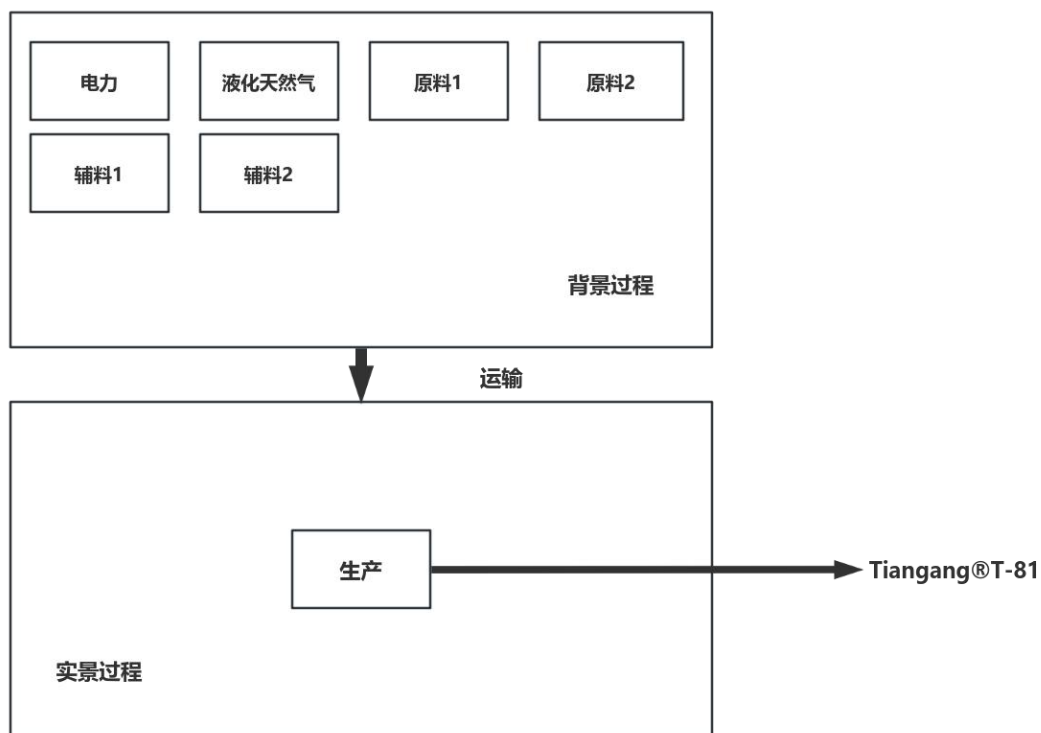 电力
液化天然气
原料1
原料2
辅料1
辅料2
背景过程
运输
生产
Tiangang®T-81
实景过程